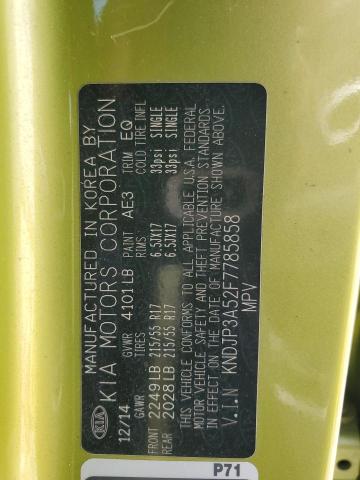 MANUFACTURED IN KOREA BY
KIA KIA MOTORS CORPORATION
12/14 GVWR 4101LB PAINT AE3 TRIM EQ
GAWR TIRES RIMS COLD TIRE INFL
FRONT 2249LB 215/55 R17 6.5JX17 33psi SINGLE
REAR 2028LB 215/55 R17 6.5JX17 33psi SINGLE
THIS VEHICLE CONFORMS TO ALL APPLICABLE U.S.A. FEDERAL
MOTOR VEHICLE SAFETY AND THEFT PREVENTION
STANDARDS IN EFFECT ON THE DATE OF MANUFACTURE SHOWN ABOVE.
V.I.N KNDJP3A52F7785858
MPV
P71